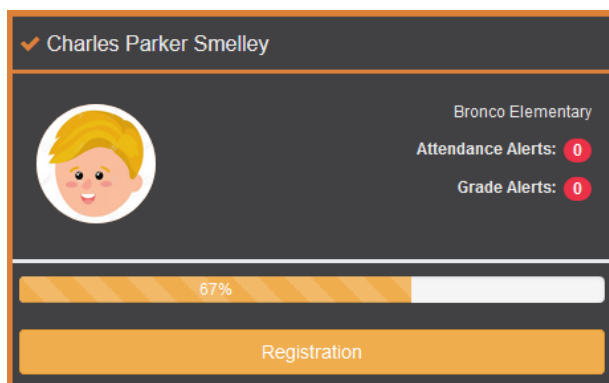 Charles Parker Smelley
Bronco Elementary
Attendance Alerts: 0
Grade Alerts: 0
67%
Registration